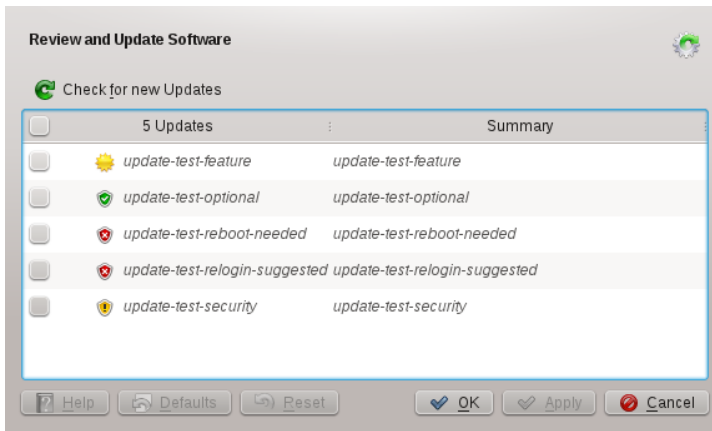 Review and Update Software
Check for new Updates
5 Updates Summary
update-test-feature update-test-feature
update-test-optional update-test-optional
update-test-reboot-needed update-test-reboot-needed
update-test-relogin-suggested update-test-relogin-suggested
update-test-security update-test-security
Help Defaults Reset OK Apply Cancel